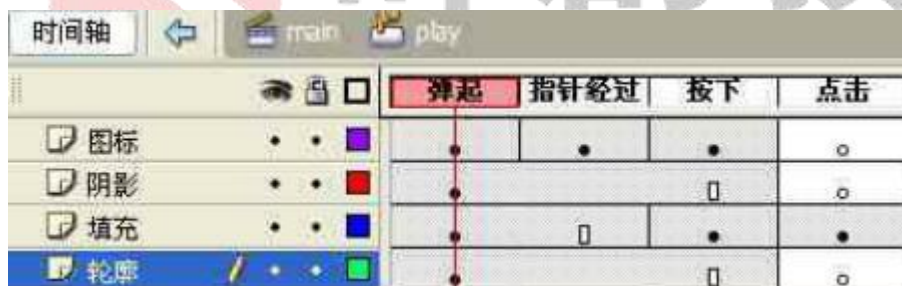 时间轴 main play
弹起 指针经过 按下 点击
图标
阴影
填充
轮廓